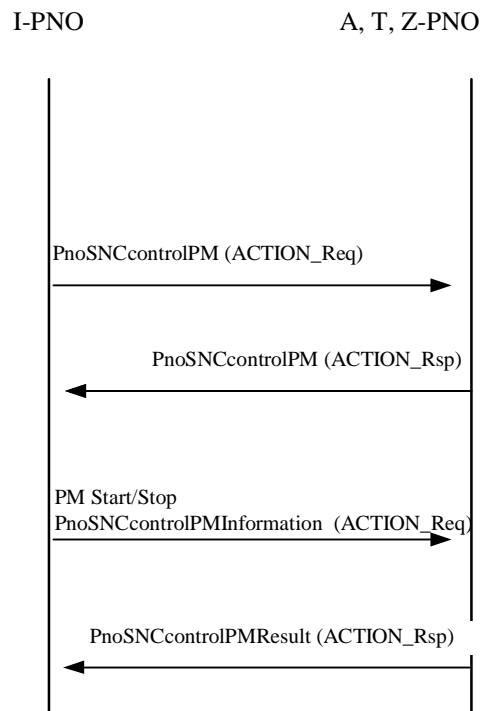 I-PNO
A, T, Z-PNO
PnoSNCcontrolPM (ACTION_Req)
PnoSNCcontrolPM (ACTION_Rsp)
PM Start/Stop
PnoSNCcontrolPMInformation (ACTION_Req)
PnoSNCcontrolPMResult (ACTION_Rsp)